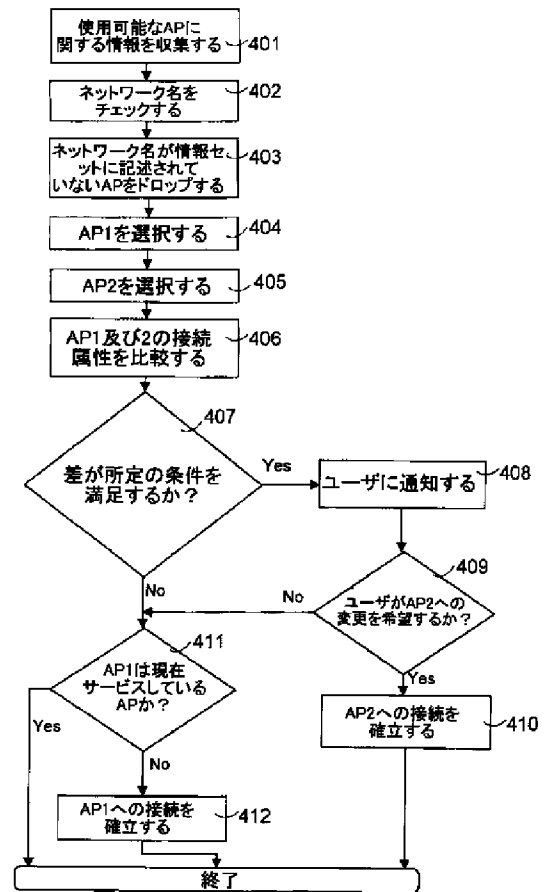 使用可能なAPに
関する情報を収集する
401
ネットワーク名を
チェックする
402
ネットワーク名が情報セ
ットに記述されて
いないAPをドロップする
403
AP1を選択する
404
AP2を選択する
405
AP1及び2の接続
属性を比較する
406
407
差が所定の条件を
満足するか？
Yes
ユーザに通知する
408
409
No
No
ユーザがAP2への
変更を希望するか？
411
AP1は現在
サービスしている
APか？
Yes
Yes
AP2への接続を
確立する
410
No
AP1への接続を
確立する
412
終了